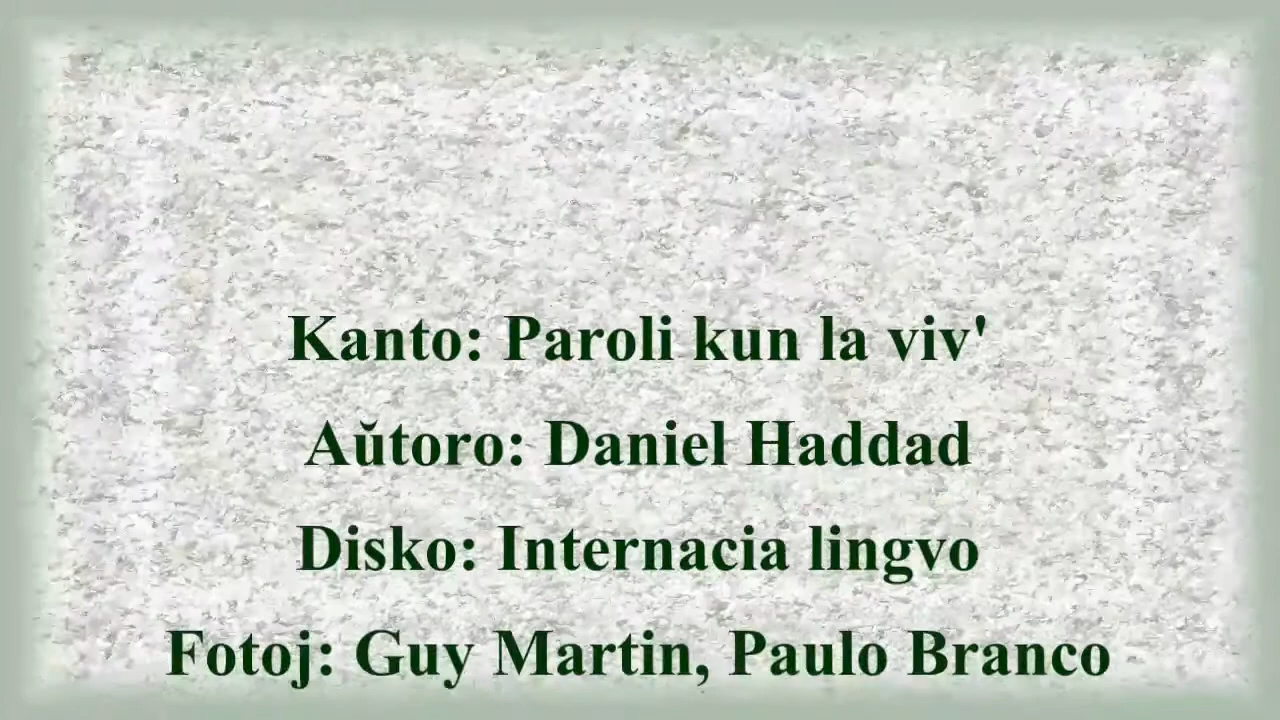 Kanto: Paroli kun la viv'
Aŭtoro: Daniel Haddad
Disko: Internacia lingvo
Fotoj: Guy Martin, Paulo Branco